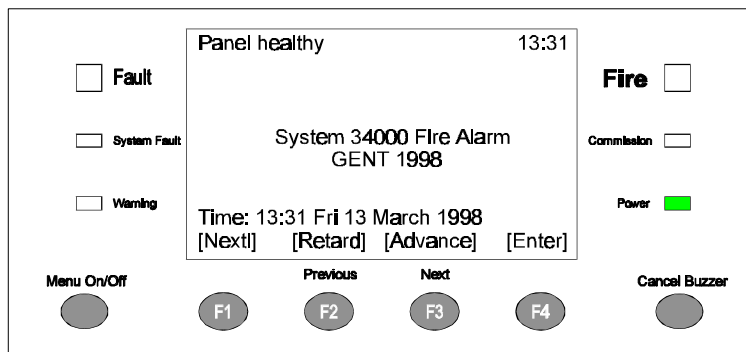 Panel healthy 13:31
Fault
Fire
System Fault
System 34000 Fire Alarm
Commission
GENT 1998
Warning
Power
Time: 13:31 Fri 13 March 1998
[Nextl] [Retard] [Advance] [Enter]
Menu On/Off
Previous
Next
Cancel Buzzer
F1
F2
F3
F4